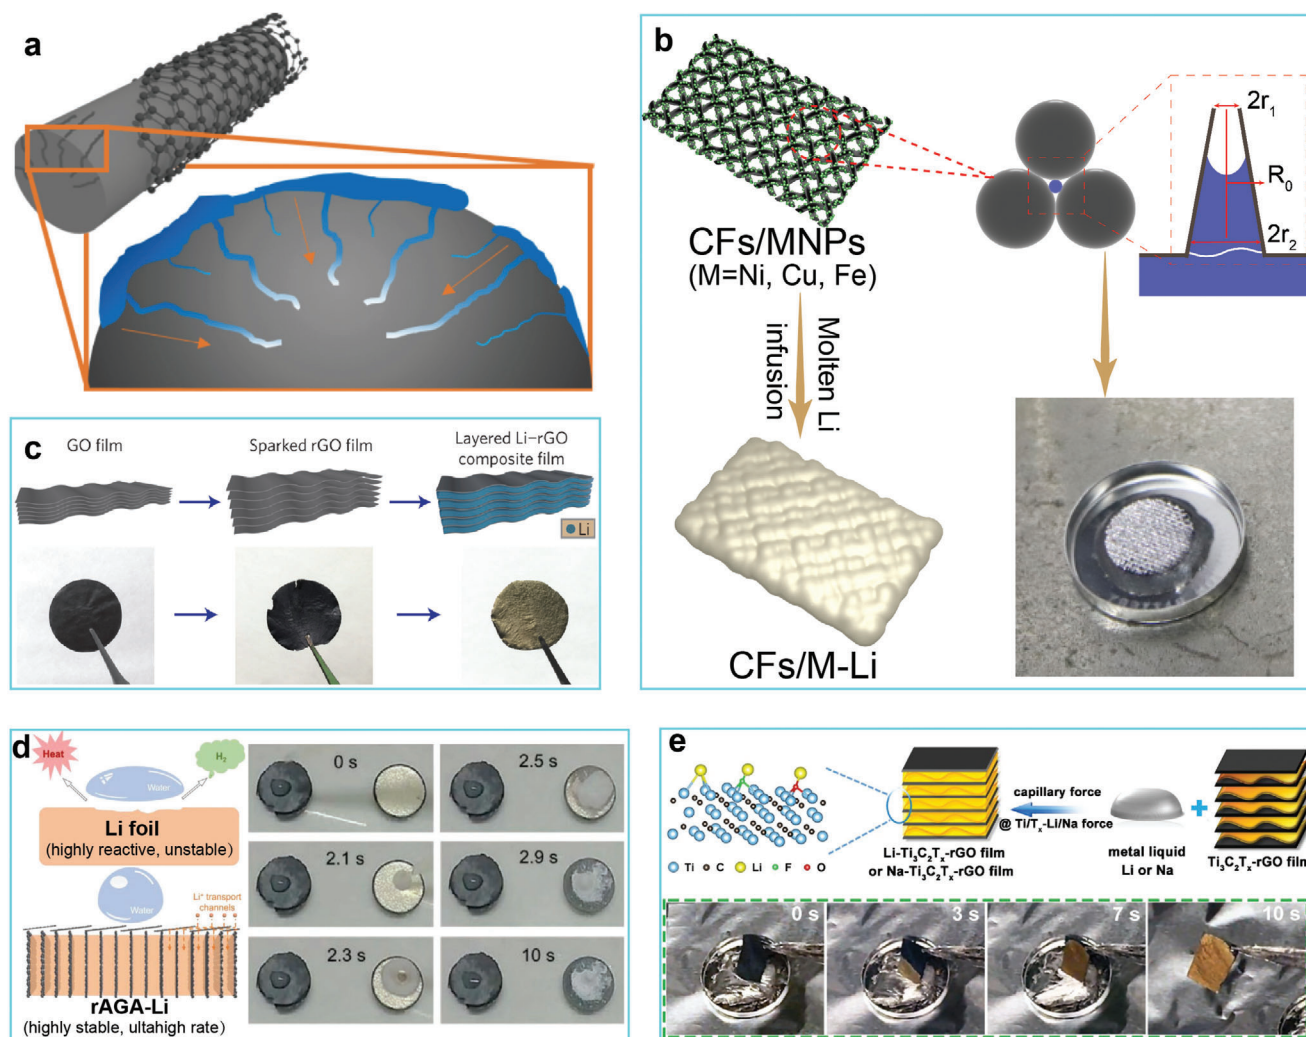 a
b
2r₁
R₀
2r₂
CFs/MNPs
(M=Ni, Cu, Fe)
Molten Li
infusion
CFs/M-Li
c
GO film
Sparked rGO film
Layered Li–rGO
composite film
Li
d
Heat
H₂
Water
Li foil
(highly reactive, unstable)
Water
Li⁺ transport
channels
rAGA-Li
(highly stable, ultahigh rate)
0 s
2.5 s
2.1 s
2.9 s
2.3 s
10 s
e
Ti C Li F O
Li-Ti₃C₂Tₓ-rGO film
or Na-Ti₃C₂Tₓ-rGO film
capillary force
@ Ti/Tₓ-Li/Na force
metal liquid
Li or Na
Ti₃C₂Tₓ-rGO film
0 s
3 s
7 s
10 s